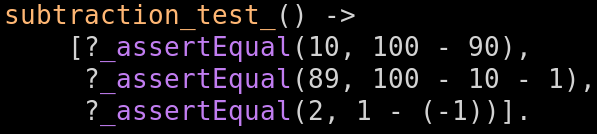 subtraction_test_() ->
    [?_assertEqual(10, 100 - 90),
     ?_assertEqual(89, 100 - 10 - 1),
     ?_assertEqual(2, 1 - (-1))].